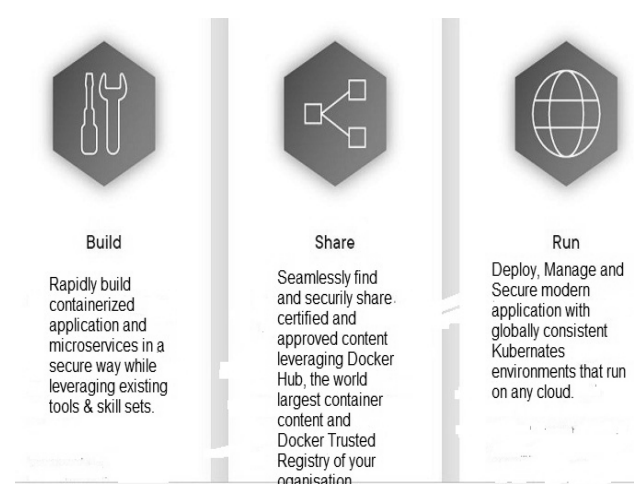 Build
Rapidly build
containerized
application and
microservices in a
secure way while
leveraging existing
tools & skill sets.
Share
Seamlessly find
and securily share
certified and
approved content
leveraging Docker
Hub, the world
largest container
content and
Docker Trusted
Registry of your
oganisation
Run
Deploy, Manage and
Secure modern
application with
globally consistent
Kubernates
environments that run
on any cloud.